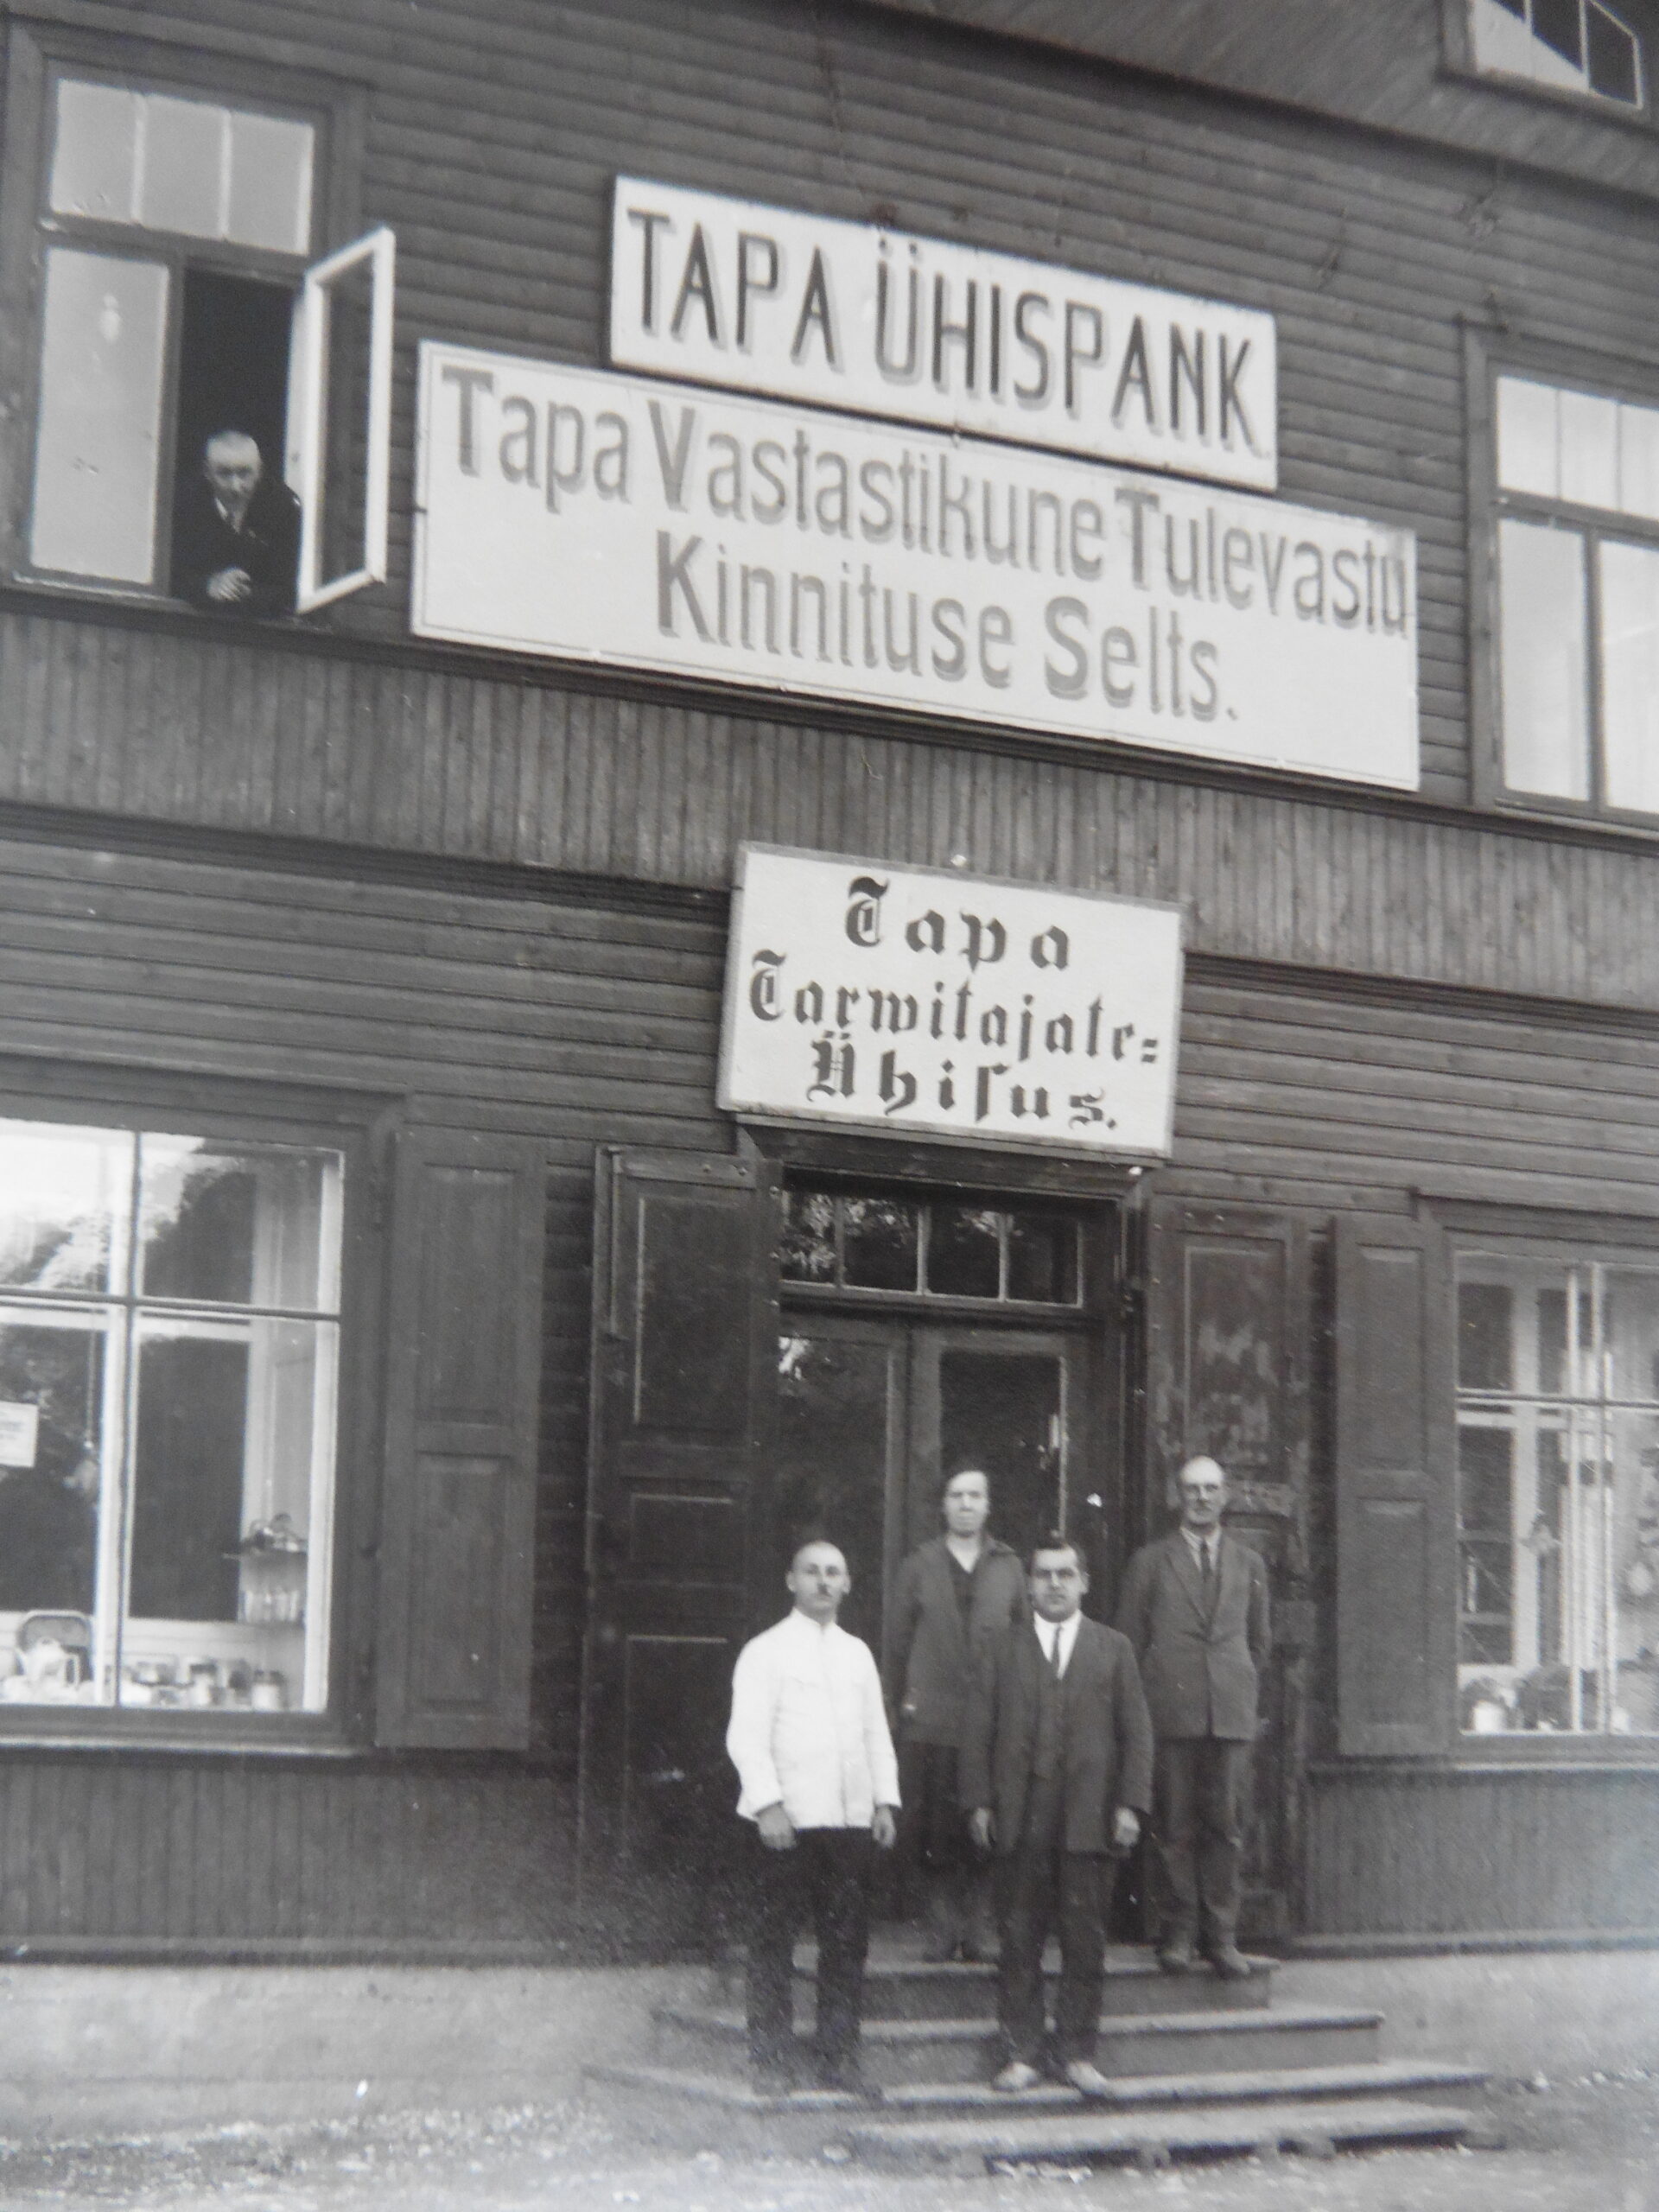 TAPA ÜHISPANK.
Tapa Vastastikune Tulevastu
Kinnituse Selts.
Tapa
Tarwitajate=
Ühiſus.